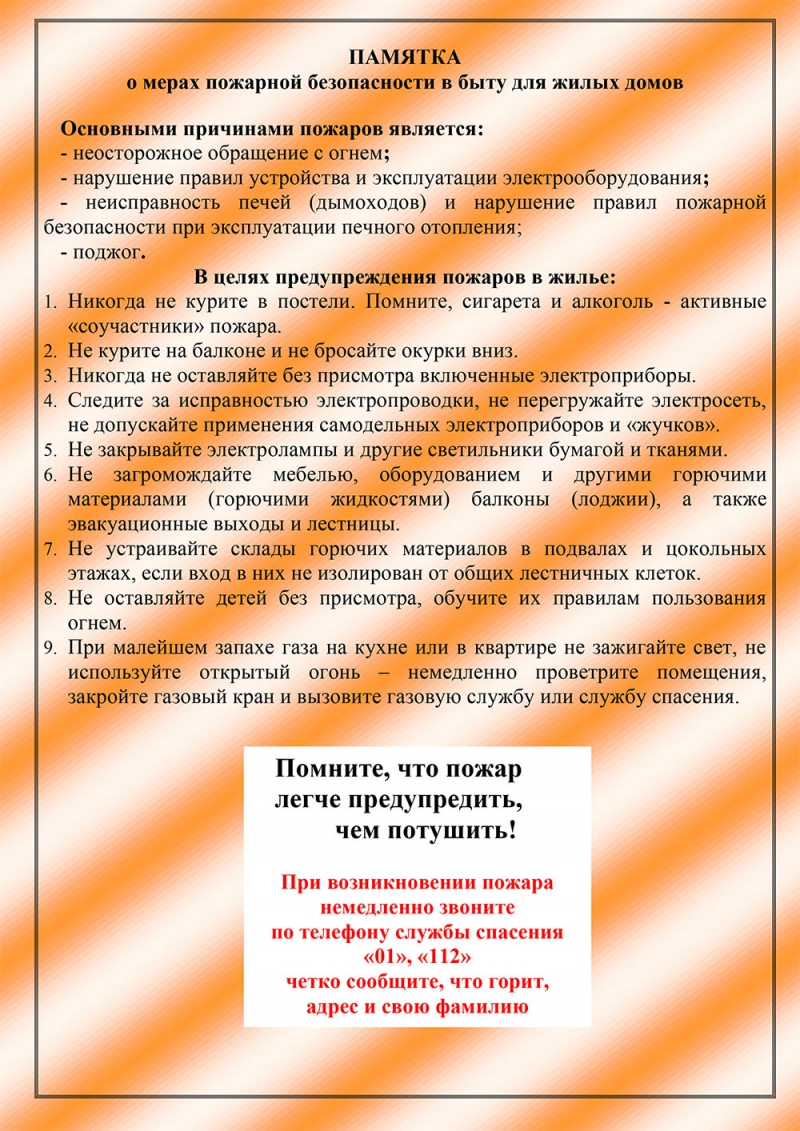 ПАМЯТКА
о мерах пожарной безопасности в быту для жилых домов
Основными причинами пожаров является:
- неосторожное обращение с огнем;
- нарушение правил устройства и эксплуатации электрооборудования;
- неисправность печей (дымоходов) и нарушение правил пожарной
безопасности при эксплуатации печного отопления;
- поджог.
В целях предупреждения пожаров в жилье:
1. Никогда не курите в постели. Помните, сигарета и алкоголь - активные
«соучастники» пожара.
2. Не курите на балконе и не бросайте окурки вниз.
3. Никогда не оставляйте без присмотра включенные электроприборы.
4. Следите за исправностью электропроводки, не перегружайте электросеть,
не допускайте применения самодельных электроприборов и «жучков».
5. Не закрывайте электролампы и другие светильники бумагой и тканями.
6. Не загромождайте мебелью, оборудованием и другими горючими
материалами (горючими жидкостями) балконы (лоджии), а также
эвакуационные выходы и лестницы.
7. Не устраивайте склады горючих материалов в подвалах и цокольных
этажах, если вход в них не изолирован от общих лестничных клеток.
8. Не оставляйте детей без присмотра, обучите их правилам пользования
огнем.
9. При малейшем запахе газа на кухне или в квартире не зажигайте свет, не
используйте открытый огонь – немедленно проветрите помещения,
закройте газовый кран и вызовите газовую службу или службу спасения.
Помните, что пожар
легче предупредить,
чем потушить!
При возникновении пожара
немедленно звоните
по телефону службы спасения
«01», «112»
четко сообщите, что горит,
адрес и свою фамилию